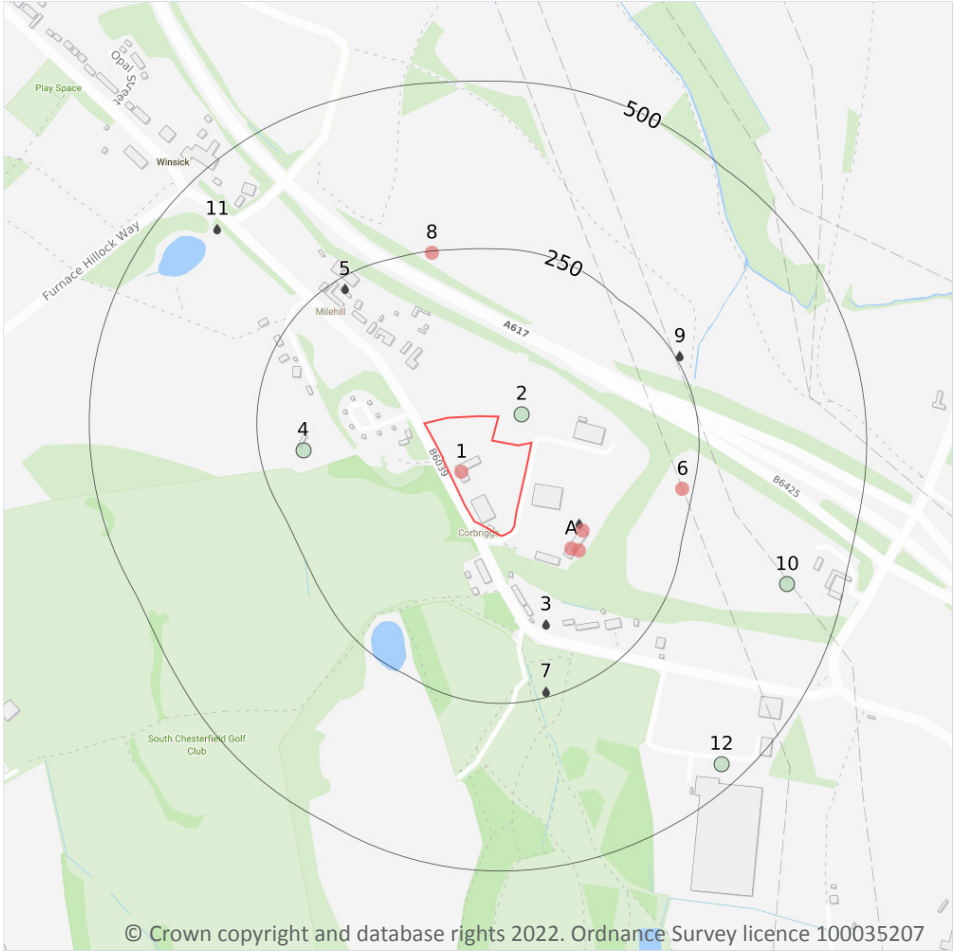 Opal Street
Play Space
500
Winsick
11
Furnace Hillock Way
8
250
5
Milehill
A617
9
2
4
1
B6039
6
B6425
A
Corbriggs
10
3
7
South Chesterfield Golf
Club
12
© Crown copyright and database rights 2022. Ordnance Survey licence 100035207